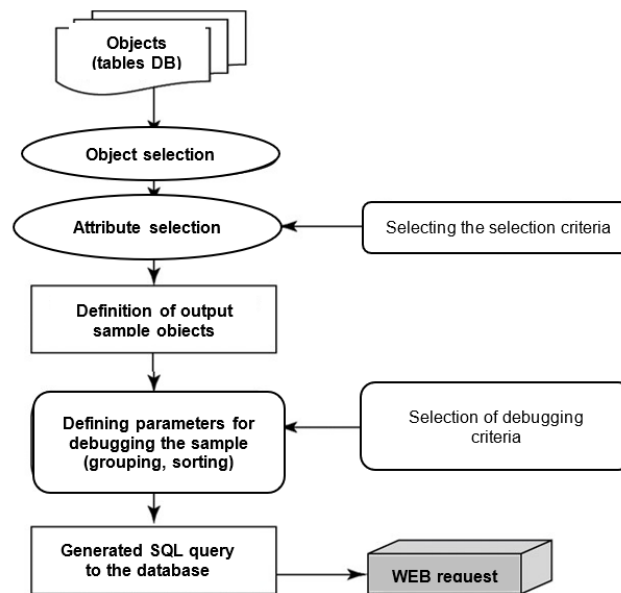 Objects
(tables DB)
Object selection
Attribute selection
Selecting the selection criteria
Definition of output
sample objects
Defining parameters for
debugging the sample
(grouping, sorting)
Selection of debugging
criteria
Generated SQL query
to the database
WEB request